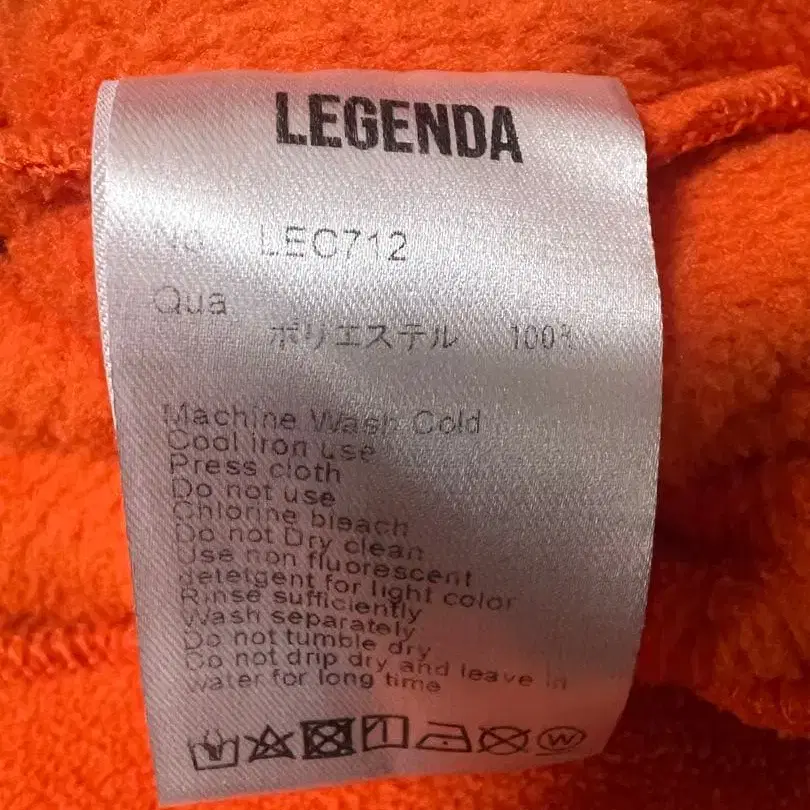 LEGENDA
No. LEC712
Qua
ポリエステル 100%
Machine Wash Cold
Cool iron use
Press cloth
Do not use
Chlorine bleach
Do not Dry clean
Use non fluorescent
detetgent for light color
Rinse sufficiently
Wash separately
Do not tumble dry
Do not drip dry and leave in
water for long time
W